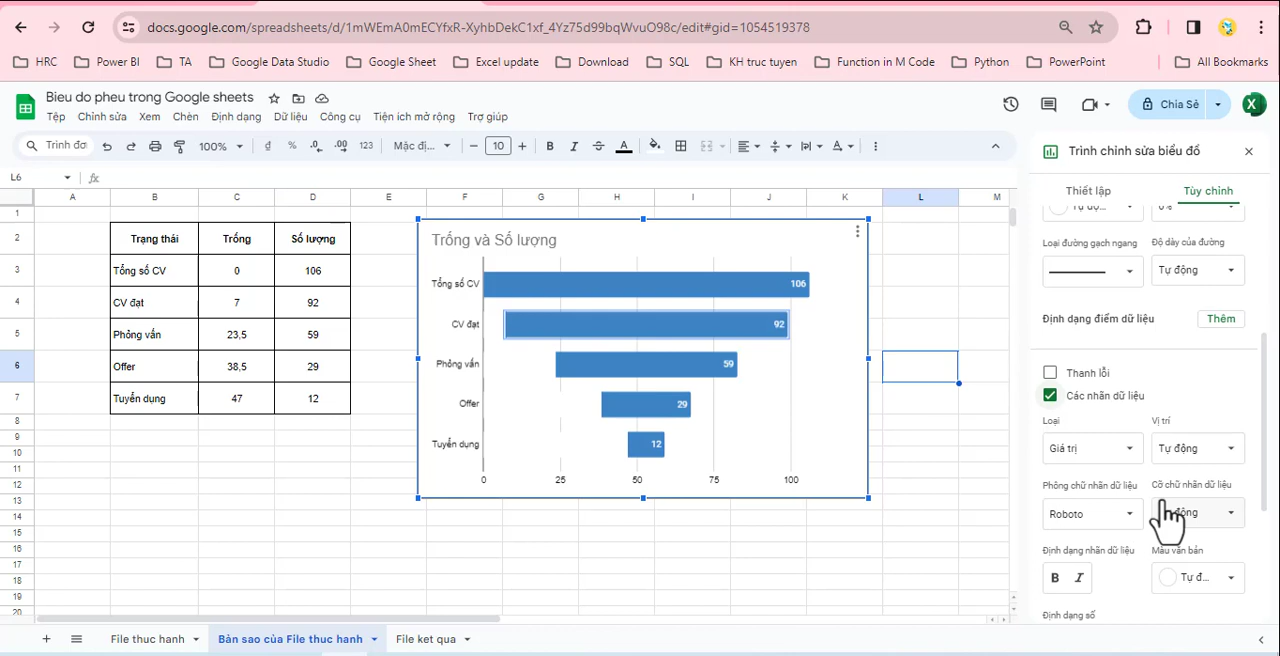 docs.google.com/spreadsheets/d/1mWEmA0mECYfxR-XyhbDekC1xf_4Yz75d99bqWvuO98c/edit#gid=1054519378
HRC Power BI TA Google Data Studio Google Sheet Excel update Download SQL KH truc tuyen Function in M Code Python PowerPoint All Bookmarks
Bieu do pheu trong Google sheets
Tệp Chỉnh sửa Xem Chèn Định dạng Dữ liệu Công cụ Tiện ích mở rộng Trợ giúp
Chia Sẻ
Trình đơ 100% đ % .0 .00 123 Mặc đị... − 10 + B I S A
L6 fx
Trình chỉnh sửa biểu đồ
Thiết lập Tùy chỉnh
A B C D E F G H I J K L M
1
2 Trạng thái Trống Số lượng
3 Tổng số CV 0 106
4 CV đạt 7 92
5 Phỏng vấn 23,5 59
6 Offer 38,5 29
7 Tuyển dụng 47 12
8
9
10
11
12
13
14
15
16
17
18
19
20
Trống và Số lượng
Tổng số CV 106
CV đạt 92
Phỏng vấn 59
Offer 29
Tuyển dụng 12
0 25 50 75 100
Loại đường gạch ngang Độ dày của đường
Tự động
Định dạng điểm dữ liệu Thêm
Thanh lỗi
Các nhãn dữ liệu
Loại Vị trí
Giá trị Tự động
Phông chữ nhãn dữ liệu Cỡ chữ nhãn dữ liệu
Roboto động
Định dạng nhãn dữ liệu Màu văn bản
B I Tự đ...
Định dạng số
File thuc hanh Bản sao của File thuc hanh File ket qua